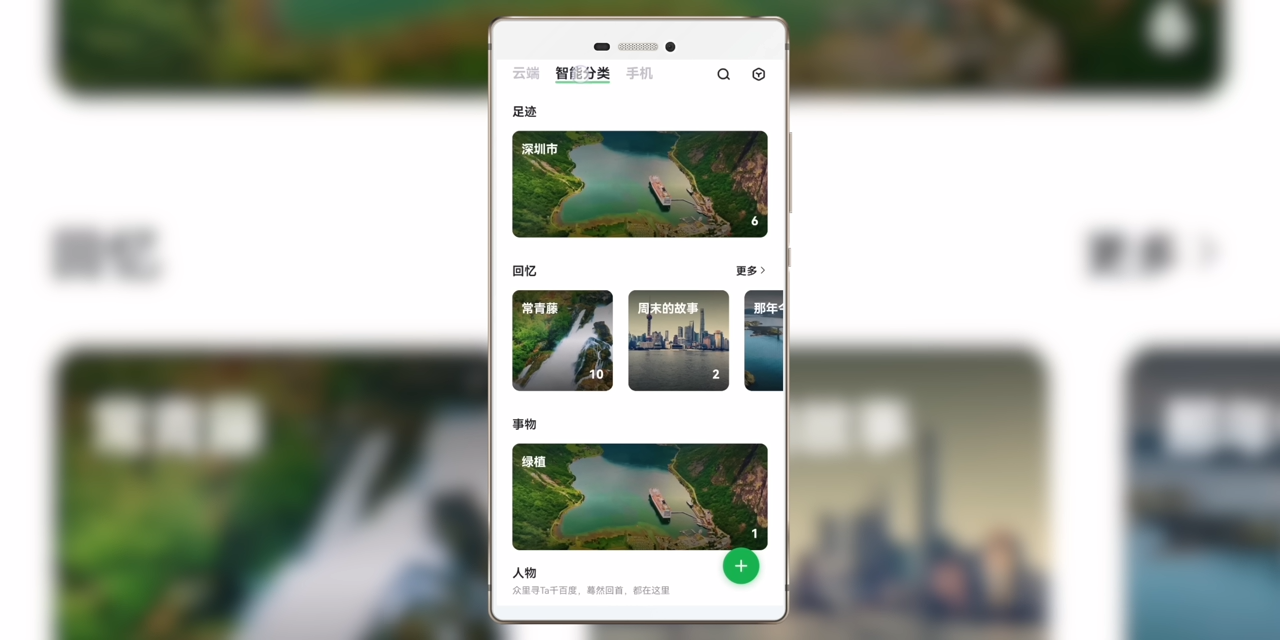 云端 智能分类 手机
足迹
深圳市
6
回忆 更多
常青藤 周末的故事 那年今
10 2
事物
绿植
1
人物
众里寻Ta千百度，蓦然回首，都在这里